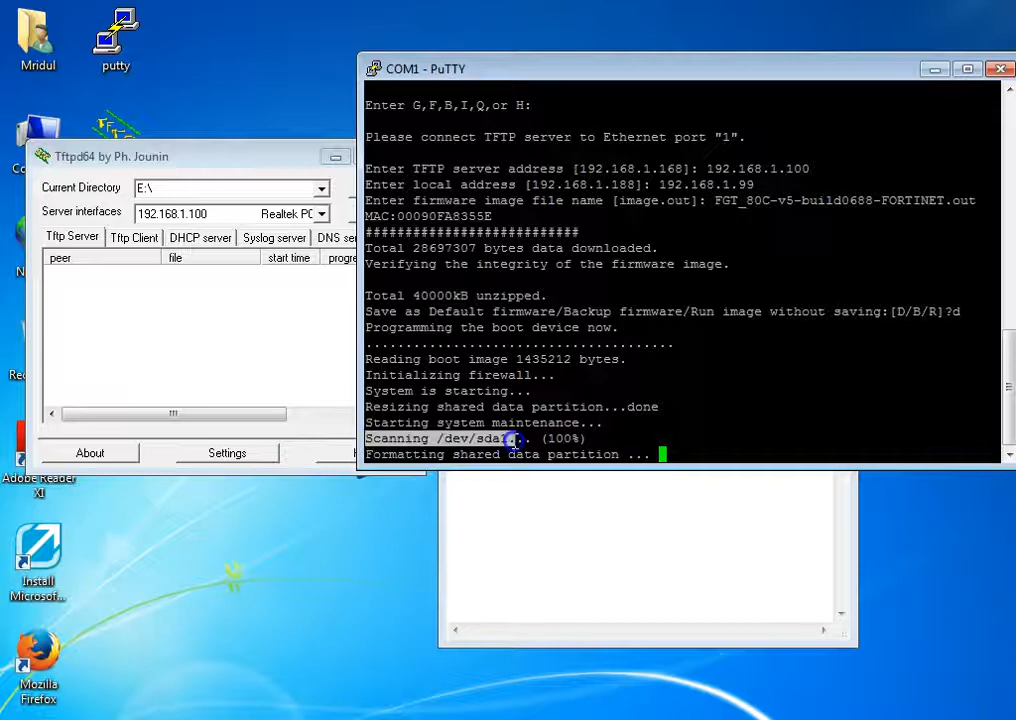 Mridul
putty
COM1 - PuTTY
Enter G,F,B,I,Q,or H:
Please connect TFTP server to Ethernet port "1".
Enter TFTP server address [192.168.1.168]: 192.168.1.100
Enter local address [192.168.1.188]: 192.168.1.99
Enter firmware image file name [image.out]: FGT_80C-v5-build0688-FORTINET.out
MAC:00090FA8355E
###########################
Total 28697307 bytes data downloaded.
Verifying the integrity of the firmware image.
Total 40000kB unzipped.
Save as Default firmware/Backup firmware/Run image without saving:[D/B/R]?d
Programming the boot device now.
.......................................
Reading boot image 1435212 bytes.
Initializing firewall...
System is starting...
Resizing shared data partition...done
Starting system maintenance...
Scanning /dev/sda1... (100%)
Formatting shared data partition ...
Tftpd64 by Ph. Jounin
Current Directory E:\
Server interfaces 192.168.1.100 Realtek PC
Tftp Server Tftp Client DHCP server Syslog server DNS ser
peer file start time progre
About Settings
Co
N
Rec
Adobe Reader
XI
Install
Microsof...
Mozilla
Firefox